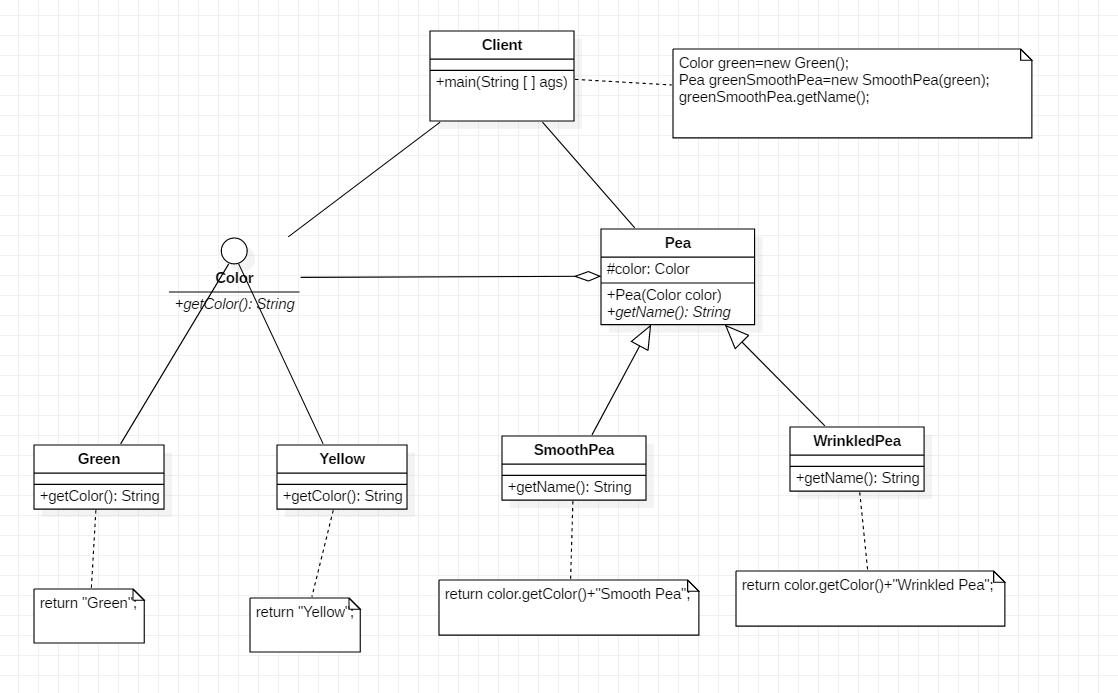 Client
+main(String [ ] args)
Color green=new Green();
Pea greenSmoothPea=new SmoothPea(green);
greenSmoothPea.getName();
Color
+getColor(): String
Pea
#color: Color
+Pea(Color color)
+getName(): String
Green
+getColor(): String
Yellow
+getColor(): String
SmoothPea
+getName(): String
WrinkledPea
+getName(): String
return "Green";
return "Yellow";
return color.getColor()+"Smooth Pea";
return color.getColor()+"Wrinkled Pea";